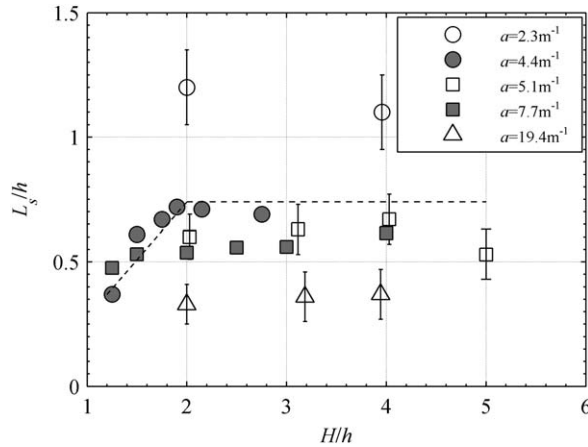 1.5
1
0.5
0
L_s/h
1 2 3 4 5 6
H/h
a=2.3m⁻¹
a=4.4m⁻¹
a=5.1m⁻¹
a=7.7m⁻¹
a=19.4m⁻¹